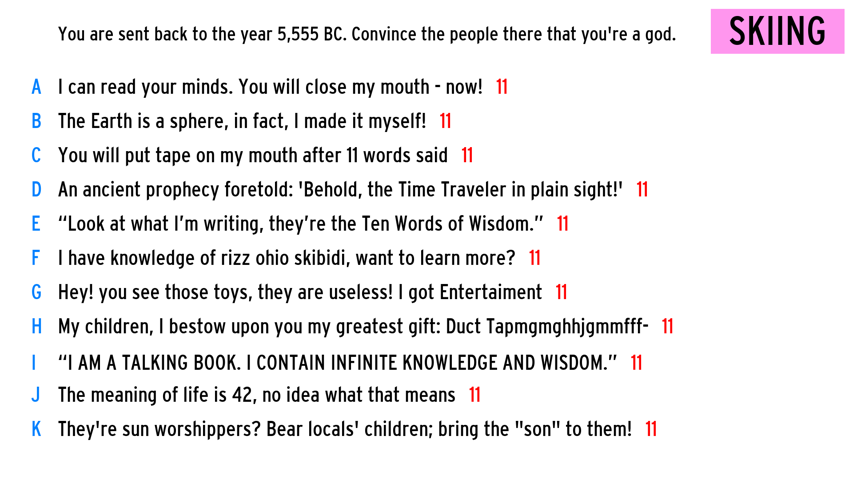 You are sent back to the year 5,555 BC. Convince the people there that you're a god.
SKIING
A I can read your minds. You will close my mouth - now! 11
B The Earth is a sphere, in fact, I made it myself! 11
C You will put tape on my mouth after 11 words said 11
D An ancient prophecy foretold: 'Behold, the Time Traveler in plain sight!' 11
E “Look at what I’m writing, they’re the Ten Words of Wisdom.” 11
F I have knowledge of rizz ohio skibidi, want to learn more? 11
G Hey! you see those toys, they are useless! I got Entertaiment 11
H My children, I bestow upon you my greatest gift: Duct Tapmgmghhjgmmfff- 11
I “I AM A TALKING BOOK. I CONTAIN INFINITE KNOWLEDGE AND WISDOM.” 11
J The meaning of life is 42, no idea what that means 11
K They're sun worshippers? Bear locals' children; bring the "son" to them! 11